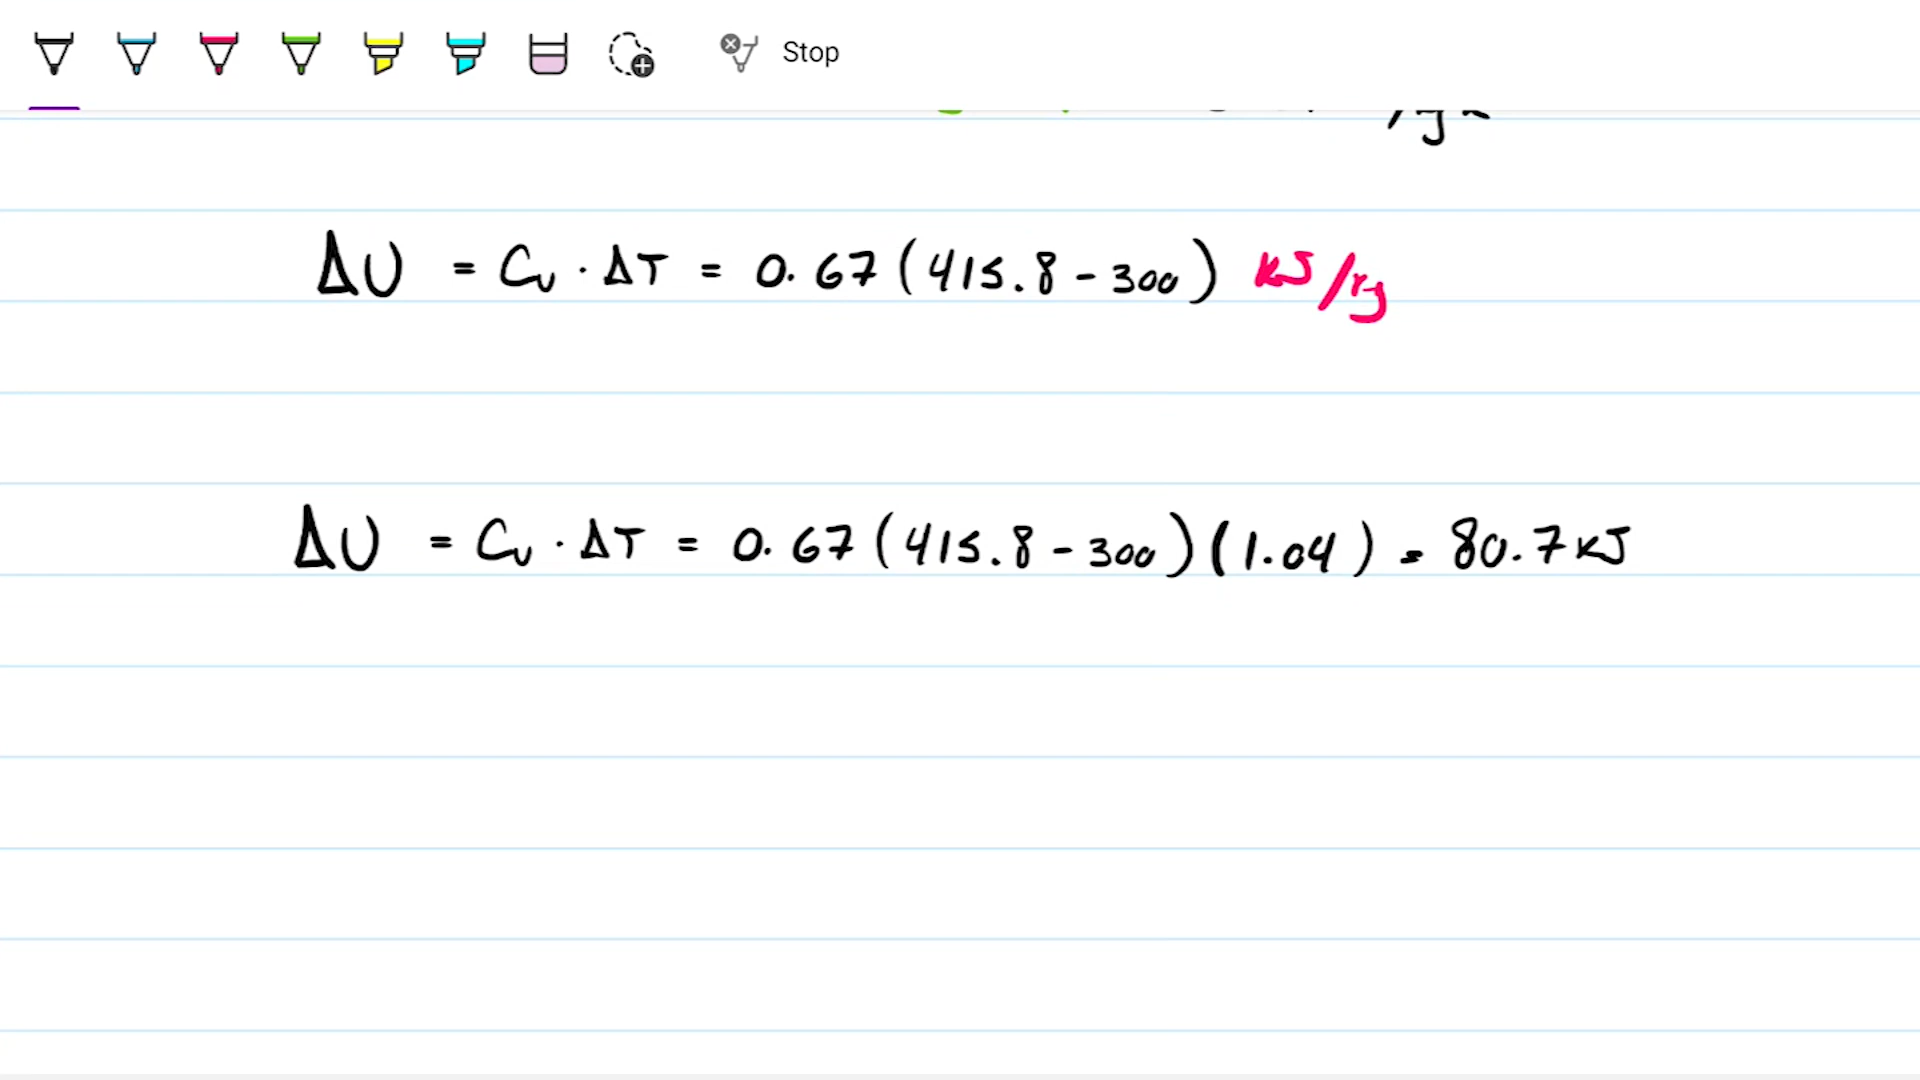 Stop
ΔU = Cv · ΔT = 0.67 (415.8 - 300) kJ/kg
ΔU = Cv · ΔT = 0.67 (415.8 - 300)(1.04) = 80.7 kJ